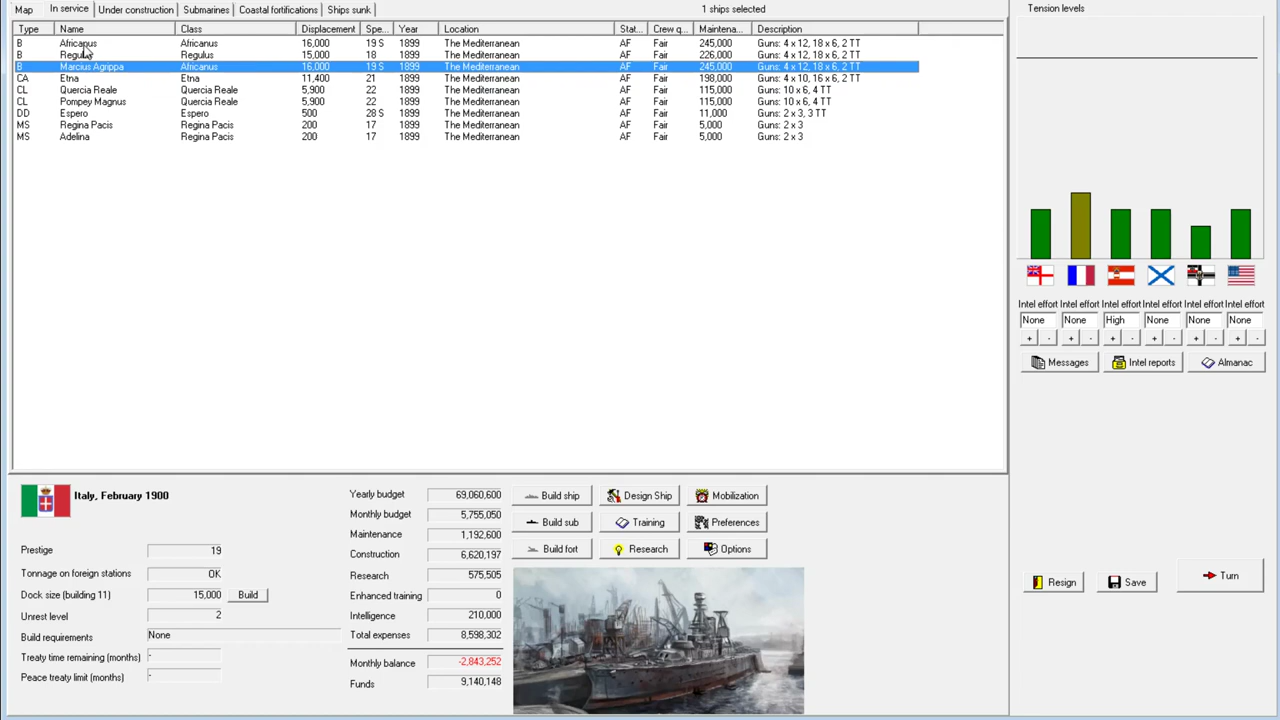 Map In service Under construction Submarines Coastal fortifications Ships sunk 1 ships selected Tension levels
Type Name Class Displacement Spe... Year Location Stat... Crew q... Maintena... Description
B Africanus Africanus 16,000 19 S 1899 The Mediterranean AF Fair 245,000 Guns: 4 x 12, 18 x 6, 2 TT
B Regulus Regulus 15,000 18 1899 The Mediterranean AF Fair 226,000 Guns: 4 x 12, 18 x 6, 2 TT
B Marcius Agrippa Africanus 16,000 19 S 1899 The Mediterranean AF Fair 245,000 Guns: 4 x 12, 18 x 6, 2 TT
CA Etna Etna 11,400 21 1899 The Mediterranean AF Fair 198,000 Guns: 4 x 10, 16 x 6, 2 TT
CL Quercia Reale Quercia Reale 5,900 22 1899 The Mediterranean AF Fair 115,000 Guns: 10 x 6, 4 TT
CL Pompey Magnus Quercia Reale 5,900 22 1899 The Mediterranean AF Fair 115,000 Guns: 10 x 6, 4 TT
DD Espero Espero 500 28 S 1899 The Mediterranean AF Fair 11,000 Guns: 2 x 3, 3 TT
MS Regina Pacis Regina Pacis 200 17 1899 The Mediterranean AF Fair 5,000 Guns: 2 x 3
MS Adelina Regina Pacis 200 17 1899 The Mediterranean AF Fair 5,000 Guns: 2 x 3
Intel effort Intel effort Intel effort Intel effort Intel effort Intel effort
None None High None None None
+ - + - + - + - + - + -
Messages Intel reports Almanac
Italy, February 1900
Prestige 19
Tonnage on foreign stations OK
Dock size (building 11) 15,000 Build
Unrest level 2
Build requirements None
Treaty time remaining (months) -
Peace treaty limit (months) -
Yearly budget 69,060,600
Monthly budget 5,755,050
Maintenance 1,192,600
Construction 6,620,197
Research 575,505
Enhanced training 0
Intelligence 210,000
Total expenses 8,598,302
Monthly balance -2,843,252
Funds 9,140,148
Build ship Design Ship Mobilization
Build sub Training Preferences
Build fort Research Options
Resign Save Turn